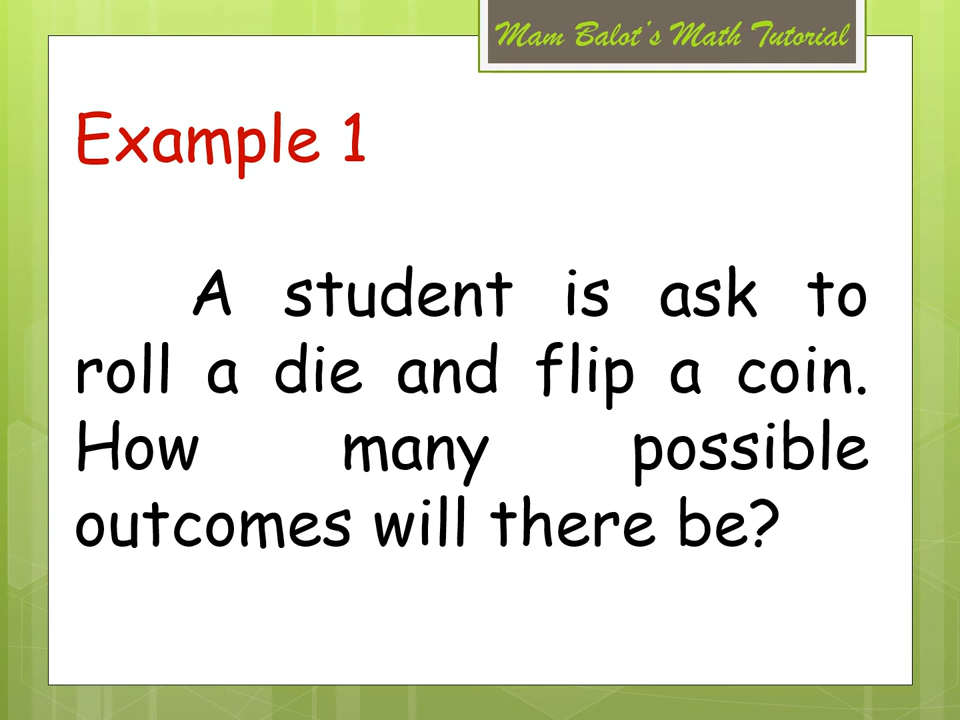 Mam Balot's Math Tutorial
Example 1
A student is ask to
roll a die and flip a coin.
How many possible
outcomes will there be?